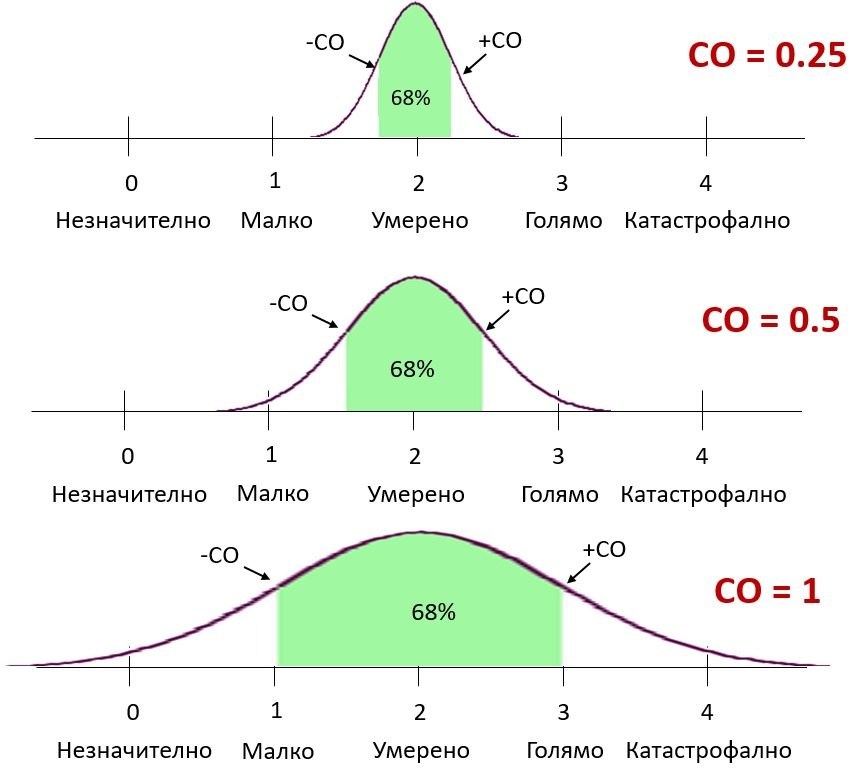 -СО
+СО
СО = 0.25
68%
0 1 2 3 4
Незначително Малко Умерено Голямо Катастрофално
-СО
+СО
СО = 0.5
68%
0 1 2 3 4
Незначително Малко Умерено Голямо Катастрофално
-СО
+СО
СО = 1
68%
0 1 2 3 4
Незначително Малко Умерено Голямо Катастрофално